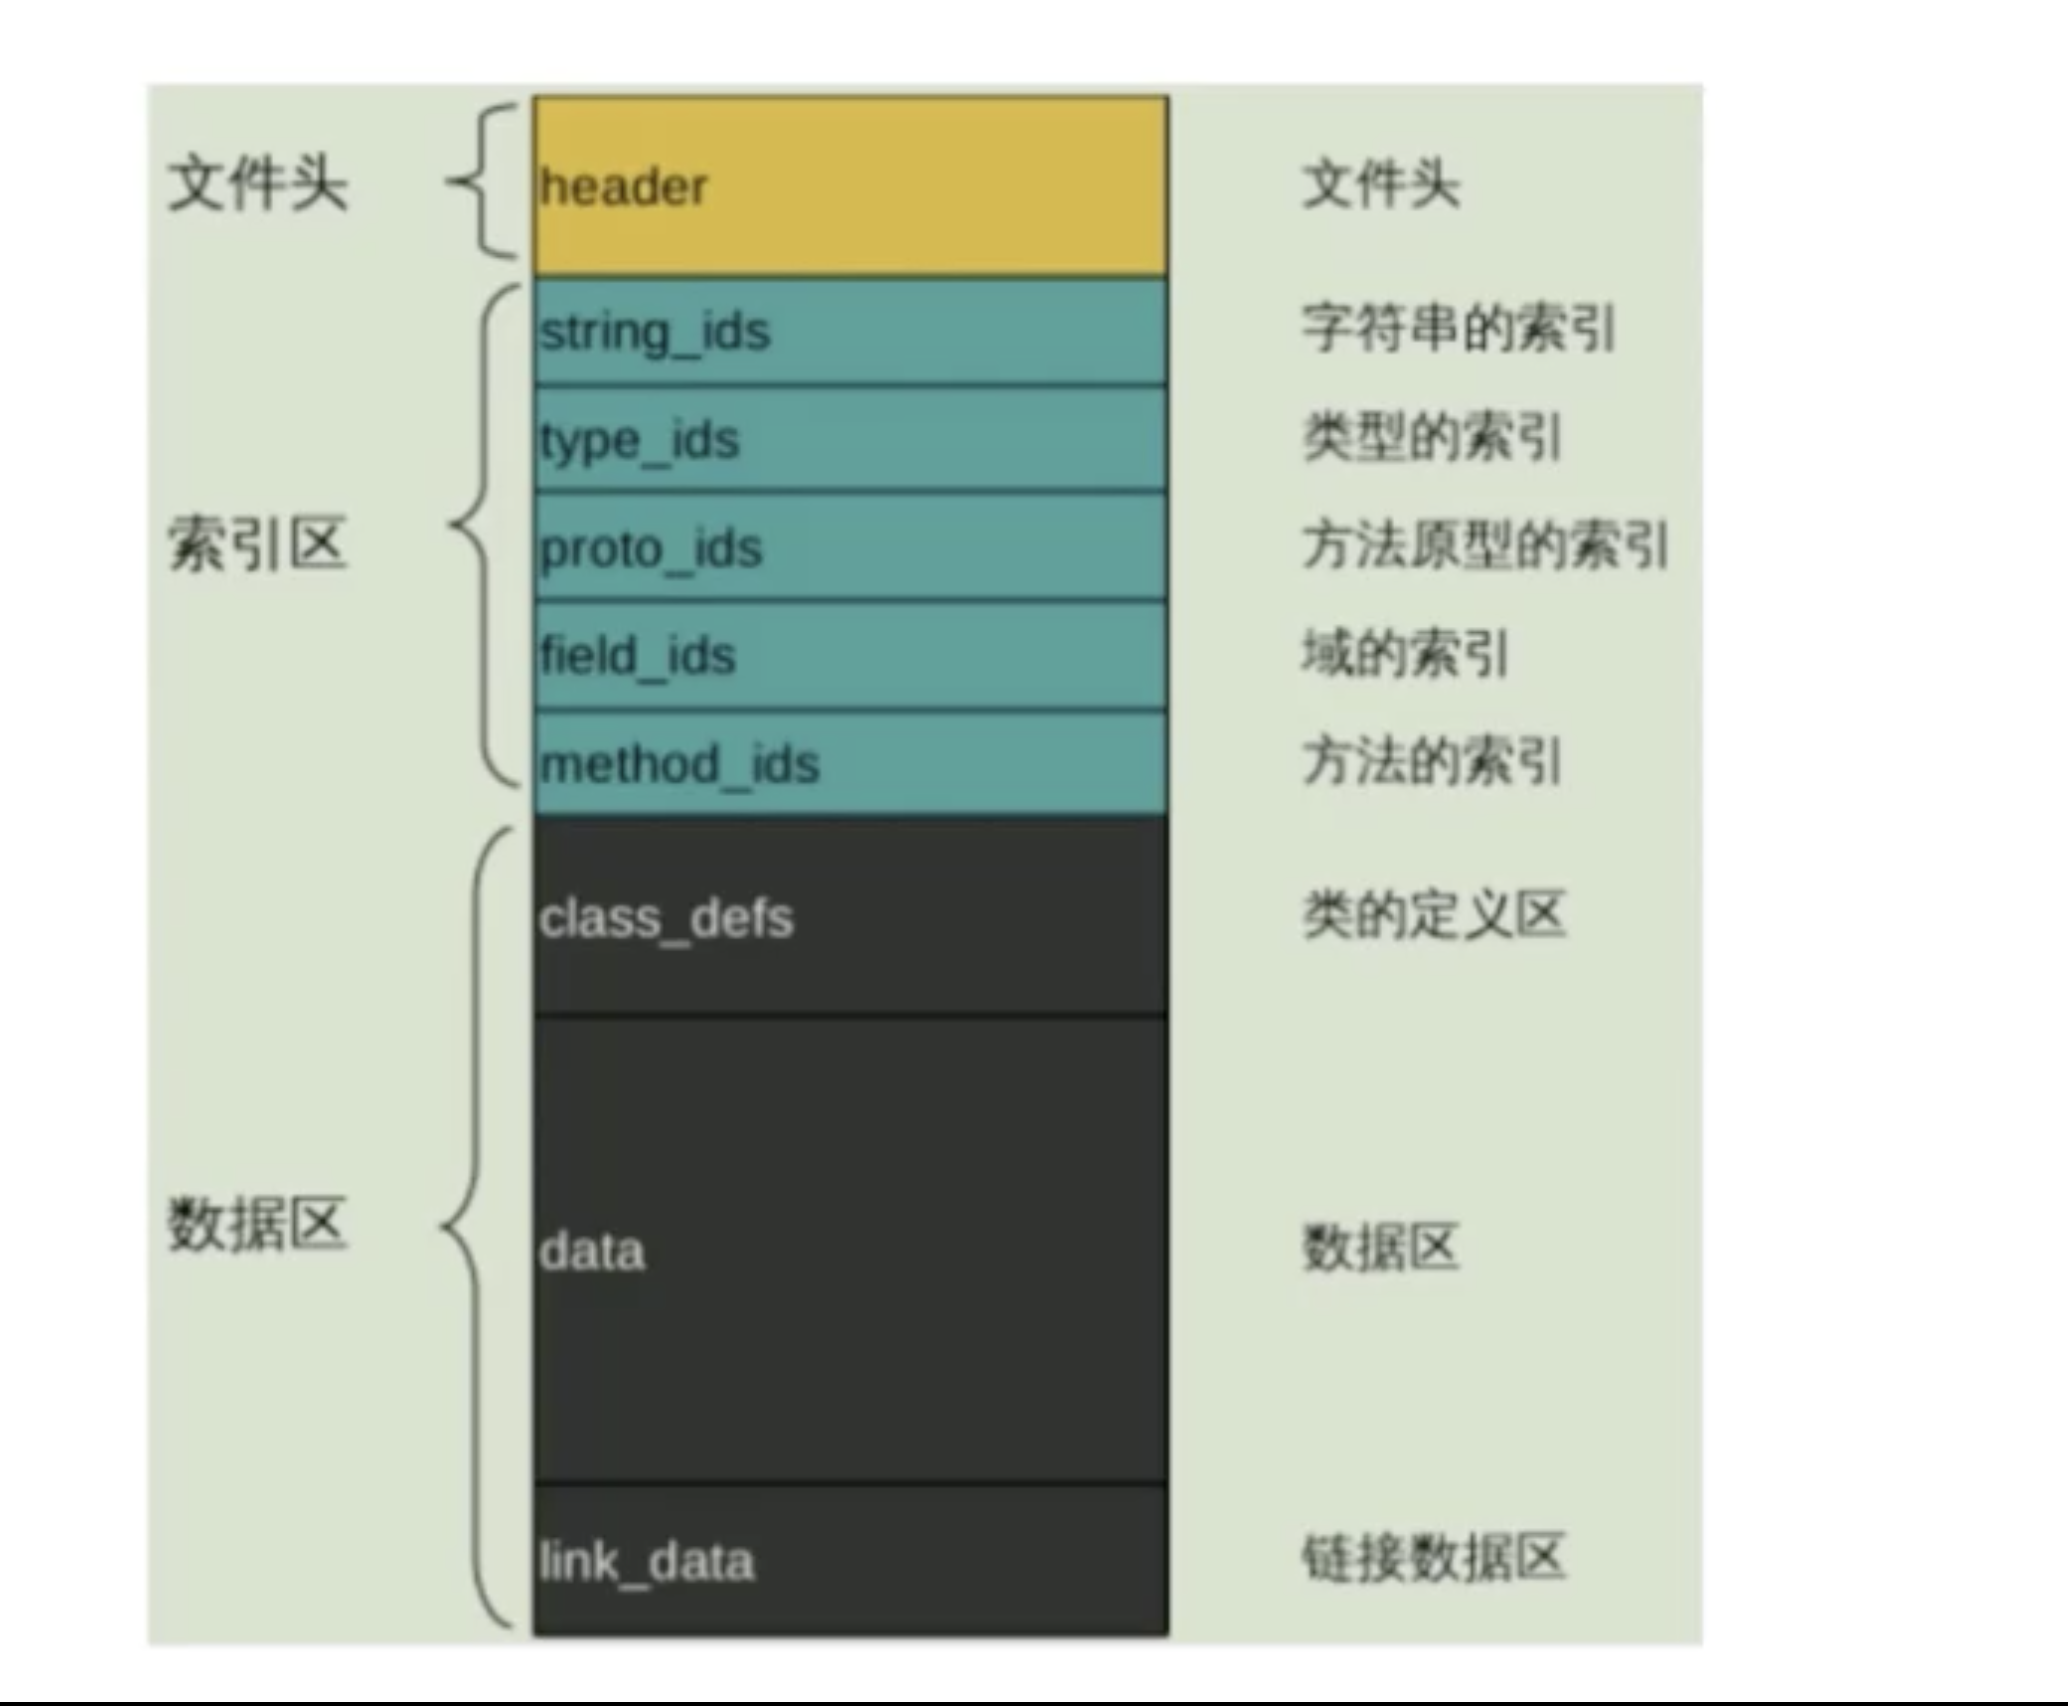 文件头 header 文件头
string_ids 字符串的索引
type_ids 类型的索引
索引区 proto_ids 方法原型的索引
field_ids 域的索引
method_ids 方法的索引
class_defs 类的定义区
数据区 data 数据区
link_data 链接数据区